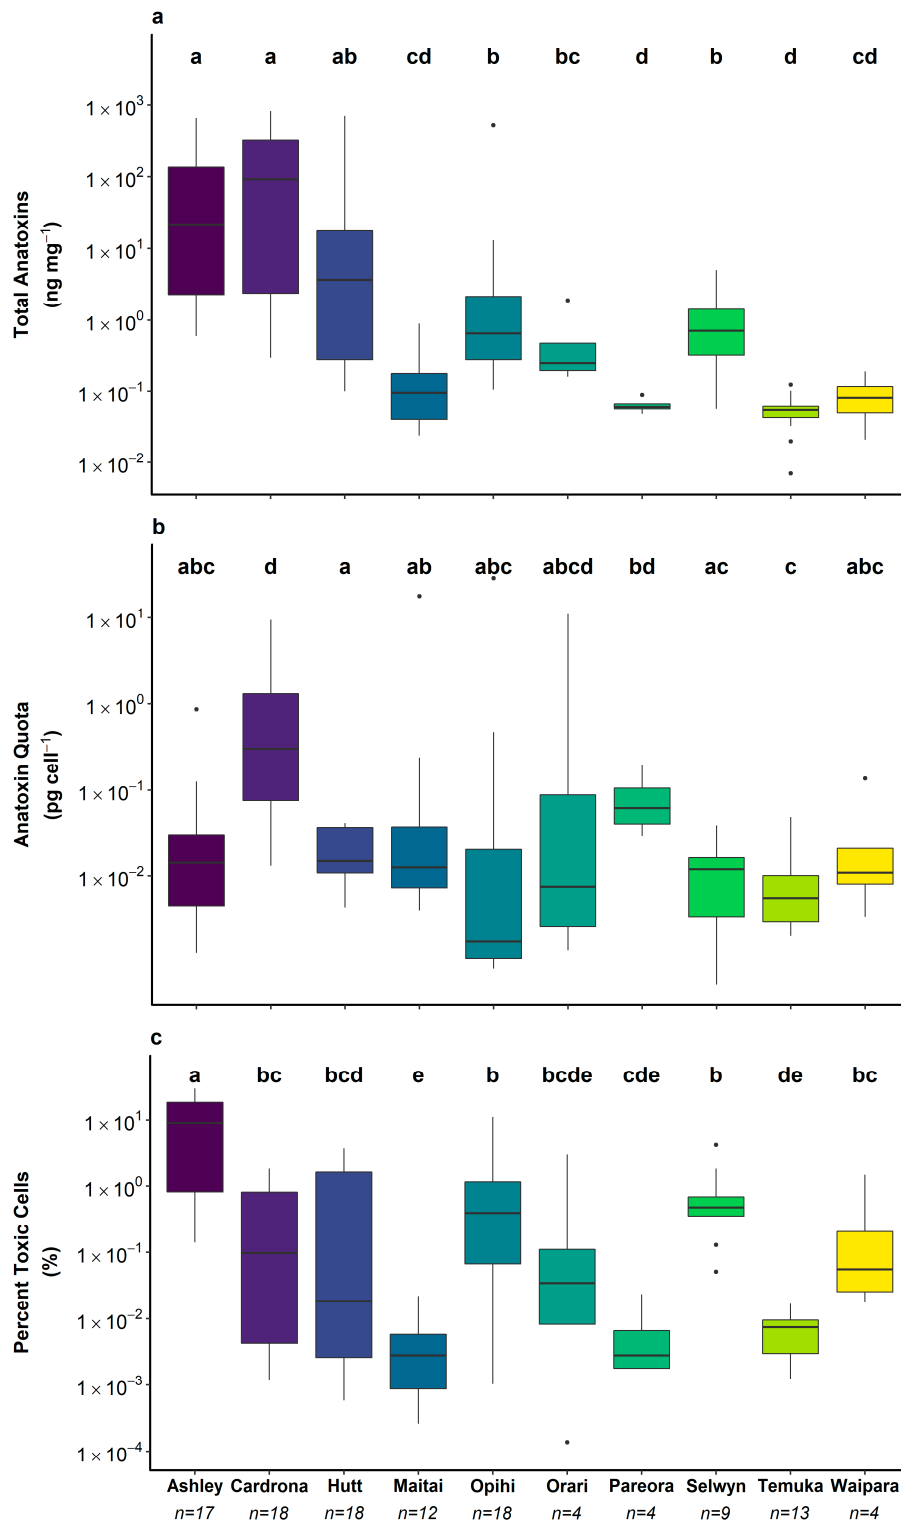 a
a a ab cd b bc d b d cd
1 × 10³
1 × 10²
1 × 10¹
1 × 10⁰
1 × 10⁻¹
1 × 10⁻²
Total Anatoxins
(ng mg⁻¹)
b
abc d a ab abc abcd bd ac c abc
1 × 10¹
1 × 10⁰
1 × 10⁻¹
1 × 10⁻²
Anatoxin Quota
(pg cell⁻¹)
c
a bc bcd e b bcde cde b de bc
1 × 10¹
1 × 10⁰
1 × 10⁻¹
1 × 10⁻²
1 × 10⁻³
1 × 10⁻⁴
Percent Toxic Cells
(%)
Ashley Cardrona Hutt Maitai Opihi Orari Pareora Selwyn Temuka Waipara
n=17 n=18 n=18 n=12 n=18 n=4 n=4 n=9 n=13 n=4